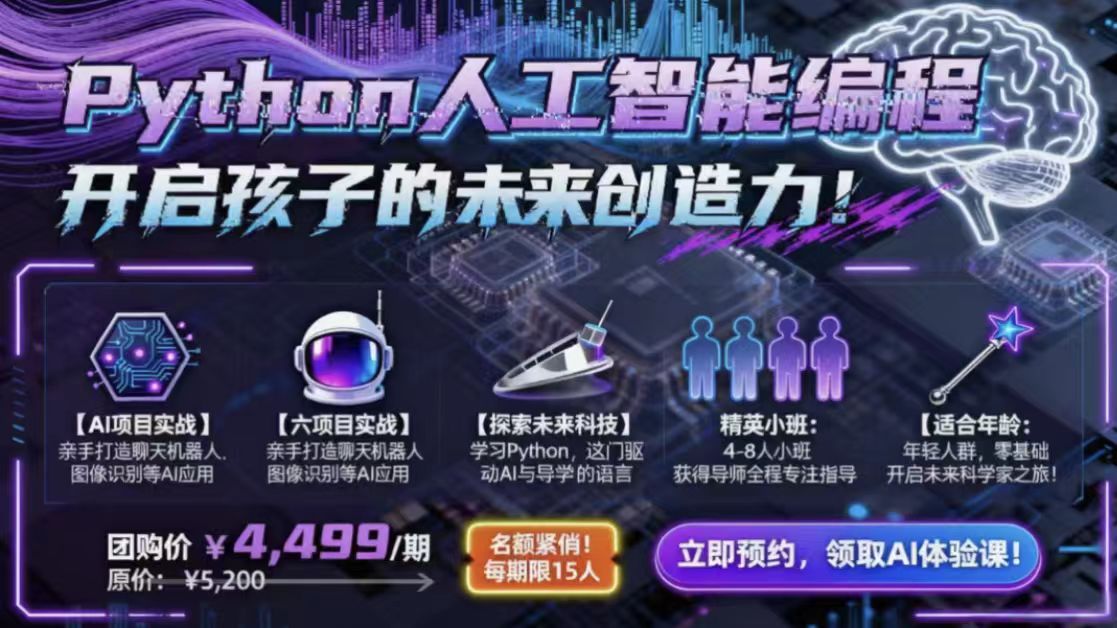 Python人工智能编程
开启孩子的未来创造力！
【AI项目实战】
亲手打造聊天机器人.
图像识别等AI应用
【六项目实战】
亲手打造聊天机器人
图像识别等AI应用
【探索未来科技】
学习Python，这门驱
动AI与导学的语言
精英小班：
4-8人小班
获得导师全程专注指导
【适合年龄：
年轻人群，零基础
开启未来科学家之旅！
团购价 ￥4,499/期
原价： ¥5,200
名额紧俏！
每期限15人
立即预约，领取AI体验课！